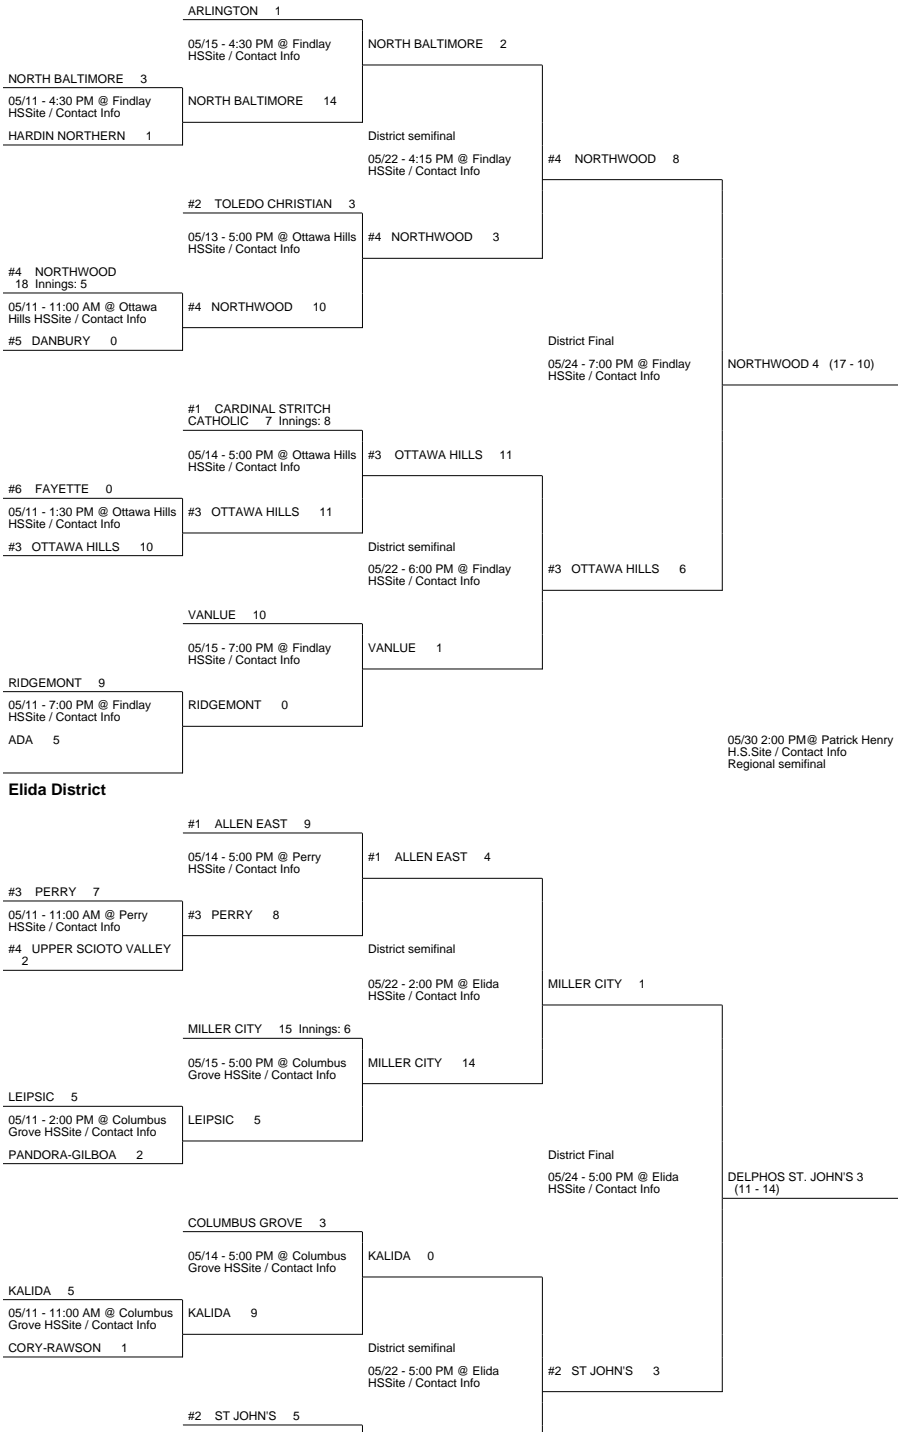 ARLINGTON 1
05/15 - 4:30 PM @ Findlay
HSSite / Contact Info
NORTH BALTIMORE 2
NORTH BALTIMORE 3
05/11 - 4:30 PM @ Findlay
HSSite / Contact Info
NORTH BALTIMORE 14
HARDIN NORTHERN 1
District semifinal
05/22 - 4:15 PM @ Findlay
HSSite / Contact Info
#4 NORTHWOOD 8
#2 TOLEDO CHRISTIAN 3
05/13 - 5:00 PM @ Ottawa Hills
HSSite / Contact Info
#4 NORTHWOOD 3
#4 NORTHWOOD
18 Innings: 5
05/11 - 11:00 AM @ Ottawa
Hills HSSite / Contact Info
#4 NORTHWOOD 10
#5 DANBURY 0
District Final
05/24 - 7:00 PM @ Findlay
HSSite / Contact Info
NORTHWOOD 4 (17 - 10)
#1 CARDINAL STRITCH
CATHOLIC 7 Innings: 8
05/14 - 5:00 PM @ Ottawa Hills
HSSite / Contact Info
#3 OTTAWA HILLS 11
#6 FAYETTE 0
05/11 - 1:30 PM @ Ottawa Hills
HSSite / Contact Info
#3 OTTAWA HILLS 11
#3 OTTAWA HILLS 10
District semifinal
05/22 - 6:00 PM @ Findlay
HSSite / Contact Info
#3 OTTAWA HILLS 6
VANLUE 10
05/15 - 7:00 PM @ Findlay
HSSite / Contact Info
VANLUE 1
RIDGEMONT 9
05/11 - 7:00 PM @ Findlay
HSSite / Contact Info
RIDGEMONT 0
ADA 5
05/30 2:00 PM@ Patrick Henry
H.S.Site / Contact Info
Regional semifinal
Elida District
#1 ALLEN EAST 9
05/14 - 5:00 PM @ Perry
HSSite / Contact Info
#1 ALLEN EAST 4
#3 PERRY 7
05/11 - 11:00 AM @ Perry
HSSite / Contact Info
#3 PERRY 8
#4 UPPER SCIOTO VALLEY
2
District semifinal
05/22 - 2:00 PM @ Elida
HSSite / Contact Info
MILLER CITY 1
MILLER CITY 15 Innings: 6
05/15 - 5:00 PM @ Columbus
Grove HSSite / Contact Info
MILLER CITY 14
LEIPSIC 5
05/11 - 2:00 PM @ Columbus
Grove HSSite / Contact Info
LEIPSIC 5
PANDORA-GILBOA 2
District Final
05/24 - 5:00 PM @ Elida
HSSite / Contact Info
DELPHOS ST. JOHN'S 3
(11 - 14)
COLUMBUS GROVE 3
05/14 - 5:00 PM @ Columbus
Grove HSSite / Contact Info
KALIDA 0
KALIDA 5
05/11 - 11:00 AM @ Columbus
Grove HSSite / Contact Info
KALIDA 9
CORY-RAWSON 1
District semifinal
05/22 - 5:00 PM @ Elida
HSSite / Contact Info
#2 ST JOHN'S 3
#2 ST JOHN'S 5